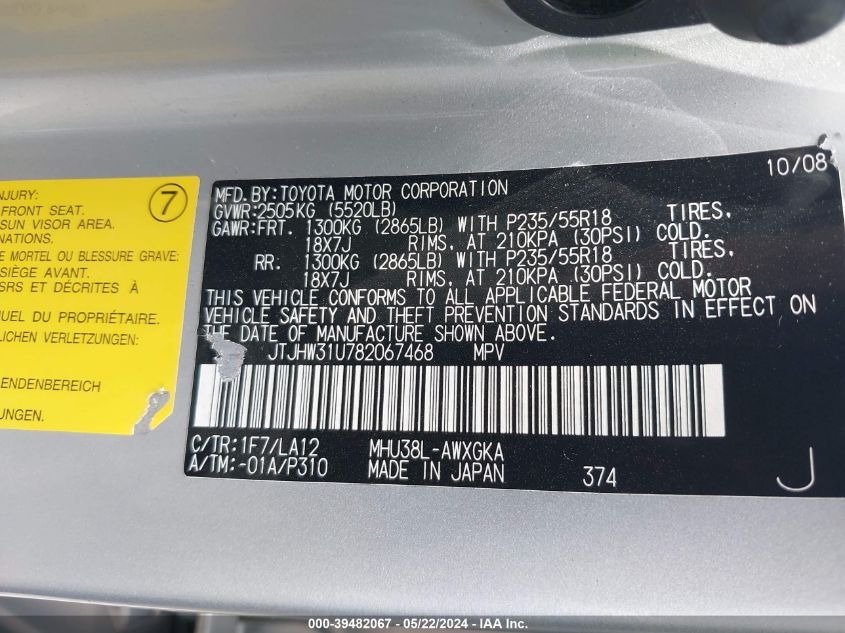 NJURY:
FRONT SEAT.
SUN VISOR AREA.
NATIONS.
E MORTEL OU BLESSURE GRAVE:
SIÈGE AVANT.
SRS ET DÉCRITES À
NUEL DU PROPRIÉTAIRE.
LICHEN VERLETZUNGEN:
ENDENBEREICH
UNGEN.
7
10/08
MFD.BY:TOYOTA MOTOR CORPORATION
GVWR:2505KG (5520LB)
GAWR:FRT. 1300KG (2865LB) WITH P235/55R18 TIRES,
18X7J RIMS, AT 210KPA (30PSI) COLD.
RR. 1300KG (2865LB) WITH P235/55R18 TIRES,
18X7J RIMS, AT 210KPA (30PSI) COLD.
THIS VEHICLE CONFORMS TO ALL APPLICABLE FEDERAL MOTOR
VEHICLE SAFETY AND THEFT PREVENTION STANDARDS IN EFFECT ON
THE DATE OF MANUFACTURE SHOWN ABOVE.
JTJHW31U782067468 MPV
C/TR:1F7/LA12 MHU38L-AWXGKA
A/TM:-01A/P310 MADE IN JAPAN 374
J
000-39482067 - 05/22/2024 - IAA Inc.